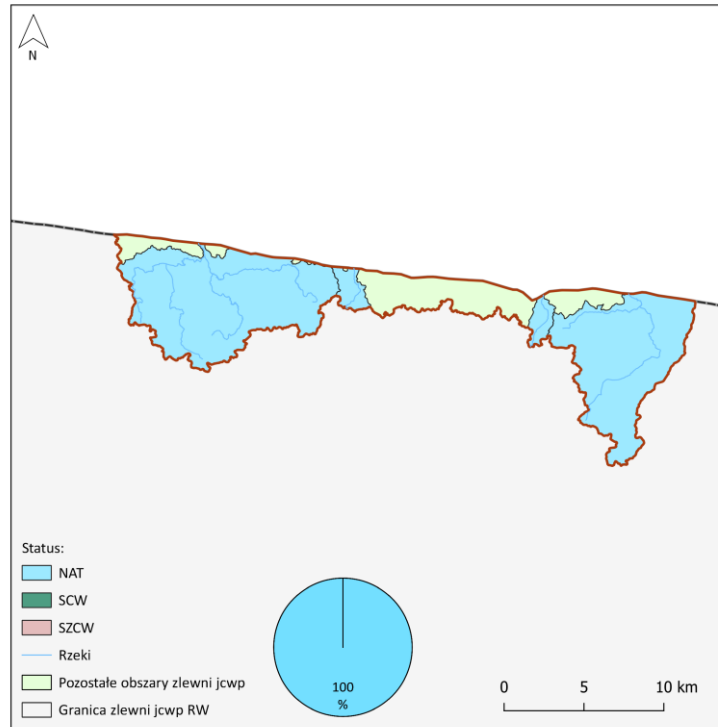 N
Status:
NAT
SCW
SZCW
Rzeki
Pozostałe obszary zlewni jcwp
Granica zlewni jcwp RW
100
%
0 5 10 km